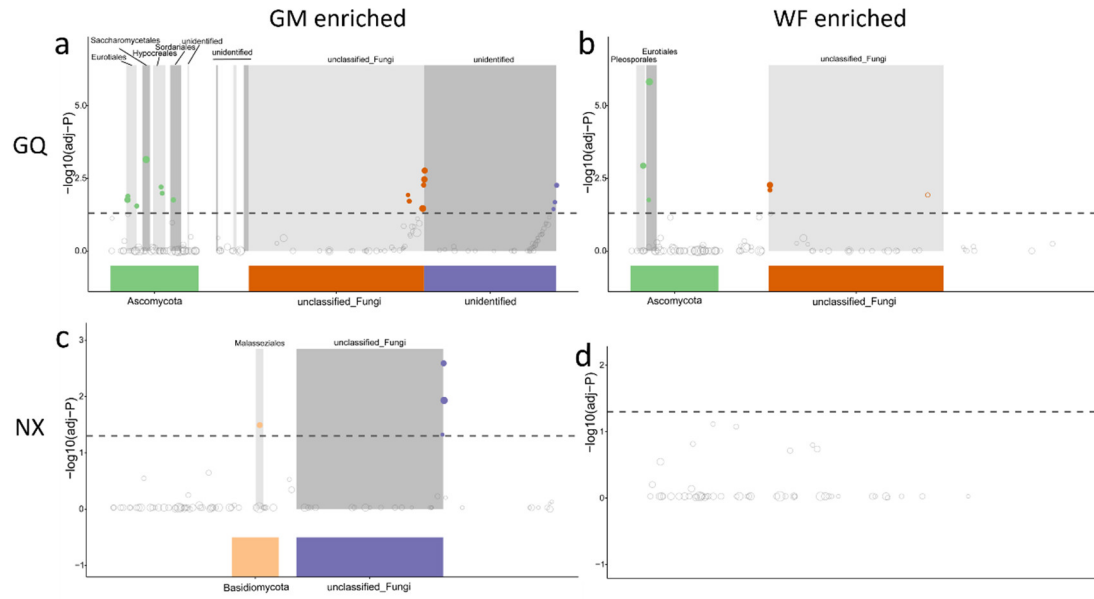 GM enriched
WF enriched
GQ
NX
a
Saccharomycetales
Sordariales
Hypocreales
unidentified
Eurotiales
unidentified
unclassified_Fungi
unidentified
−log10(adj−P)
5.0
2.5
0.0
Ascomycota
unclassified_Fungi
unidentified
b
Eurotiales
Pleosporales
unclassified_Fungi
−log10(adj−P)
5.0
2.5
0.0
Ascomycota
unclassified_Fungi
c
Malasseziales
unclassified_Fungi
−log10(adj−P)
3
2
1
0
−1
Basidiomycota
unclassified_Fungi
d
−log10(adj−P)
2
1
0
−1